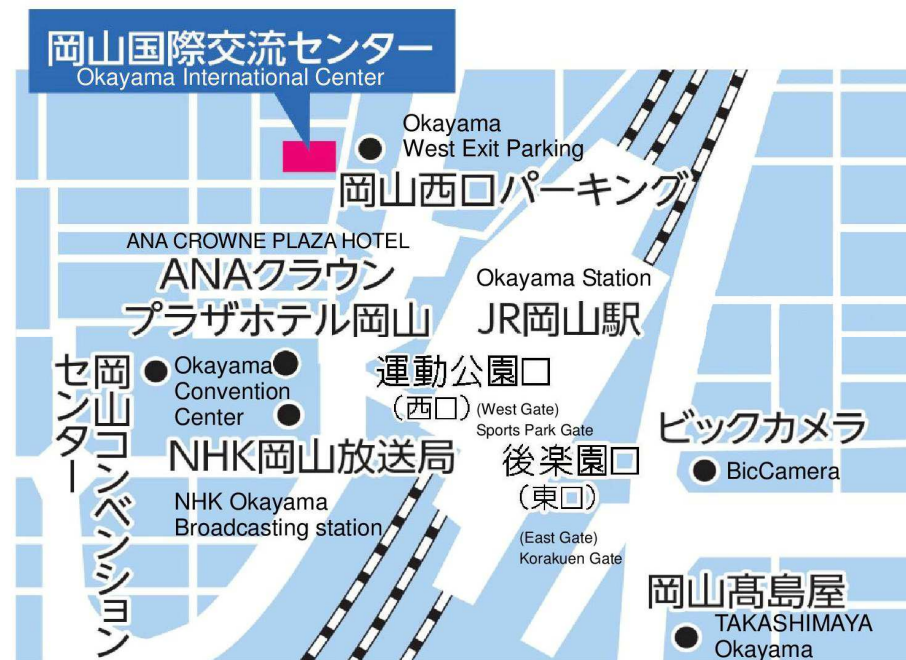 岡山国際交流センター
Okayama International Center
Okayama
West Exit Parking
岡山西口パーキング
ANA CROWNE PLAZA HOTEL
ANAクラウン
プラザホテル岡山
Okayama Station
JR岡山駅
岡山コンベンション
センター
Okayama
Convention
Center
運動公園口
(西口)
(West Gate)
Sports Park Gate
NHK岡山放送局
NHK Okayama
Broadcasting station
後楽園口
(東口)
(East Gate)
Korakuen Gate
ビックカメラ
BicCamera
岡山髙島屋
TAKASHIMAYA
Okayama